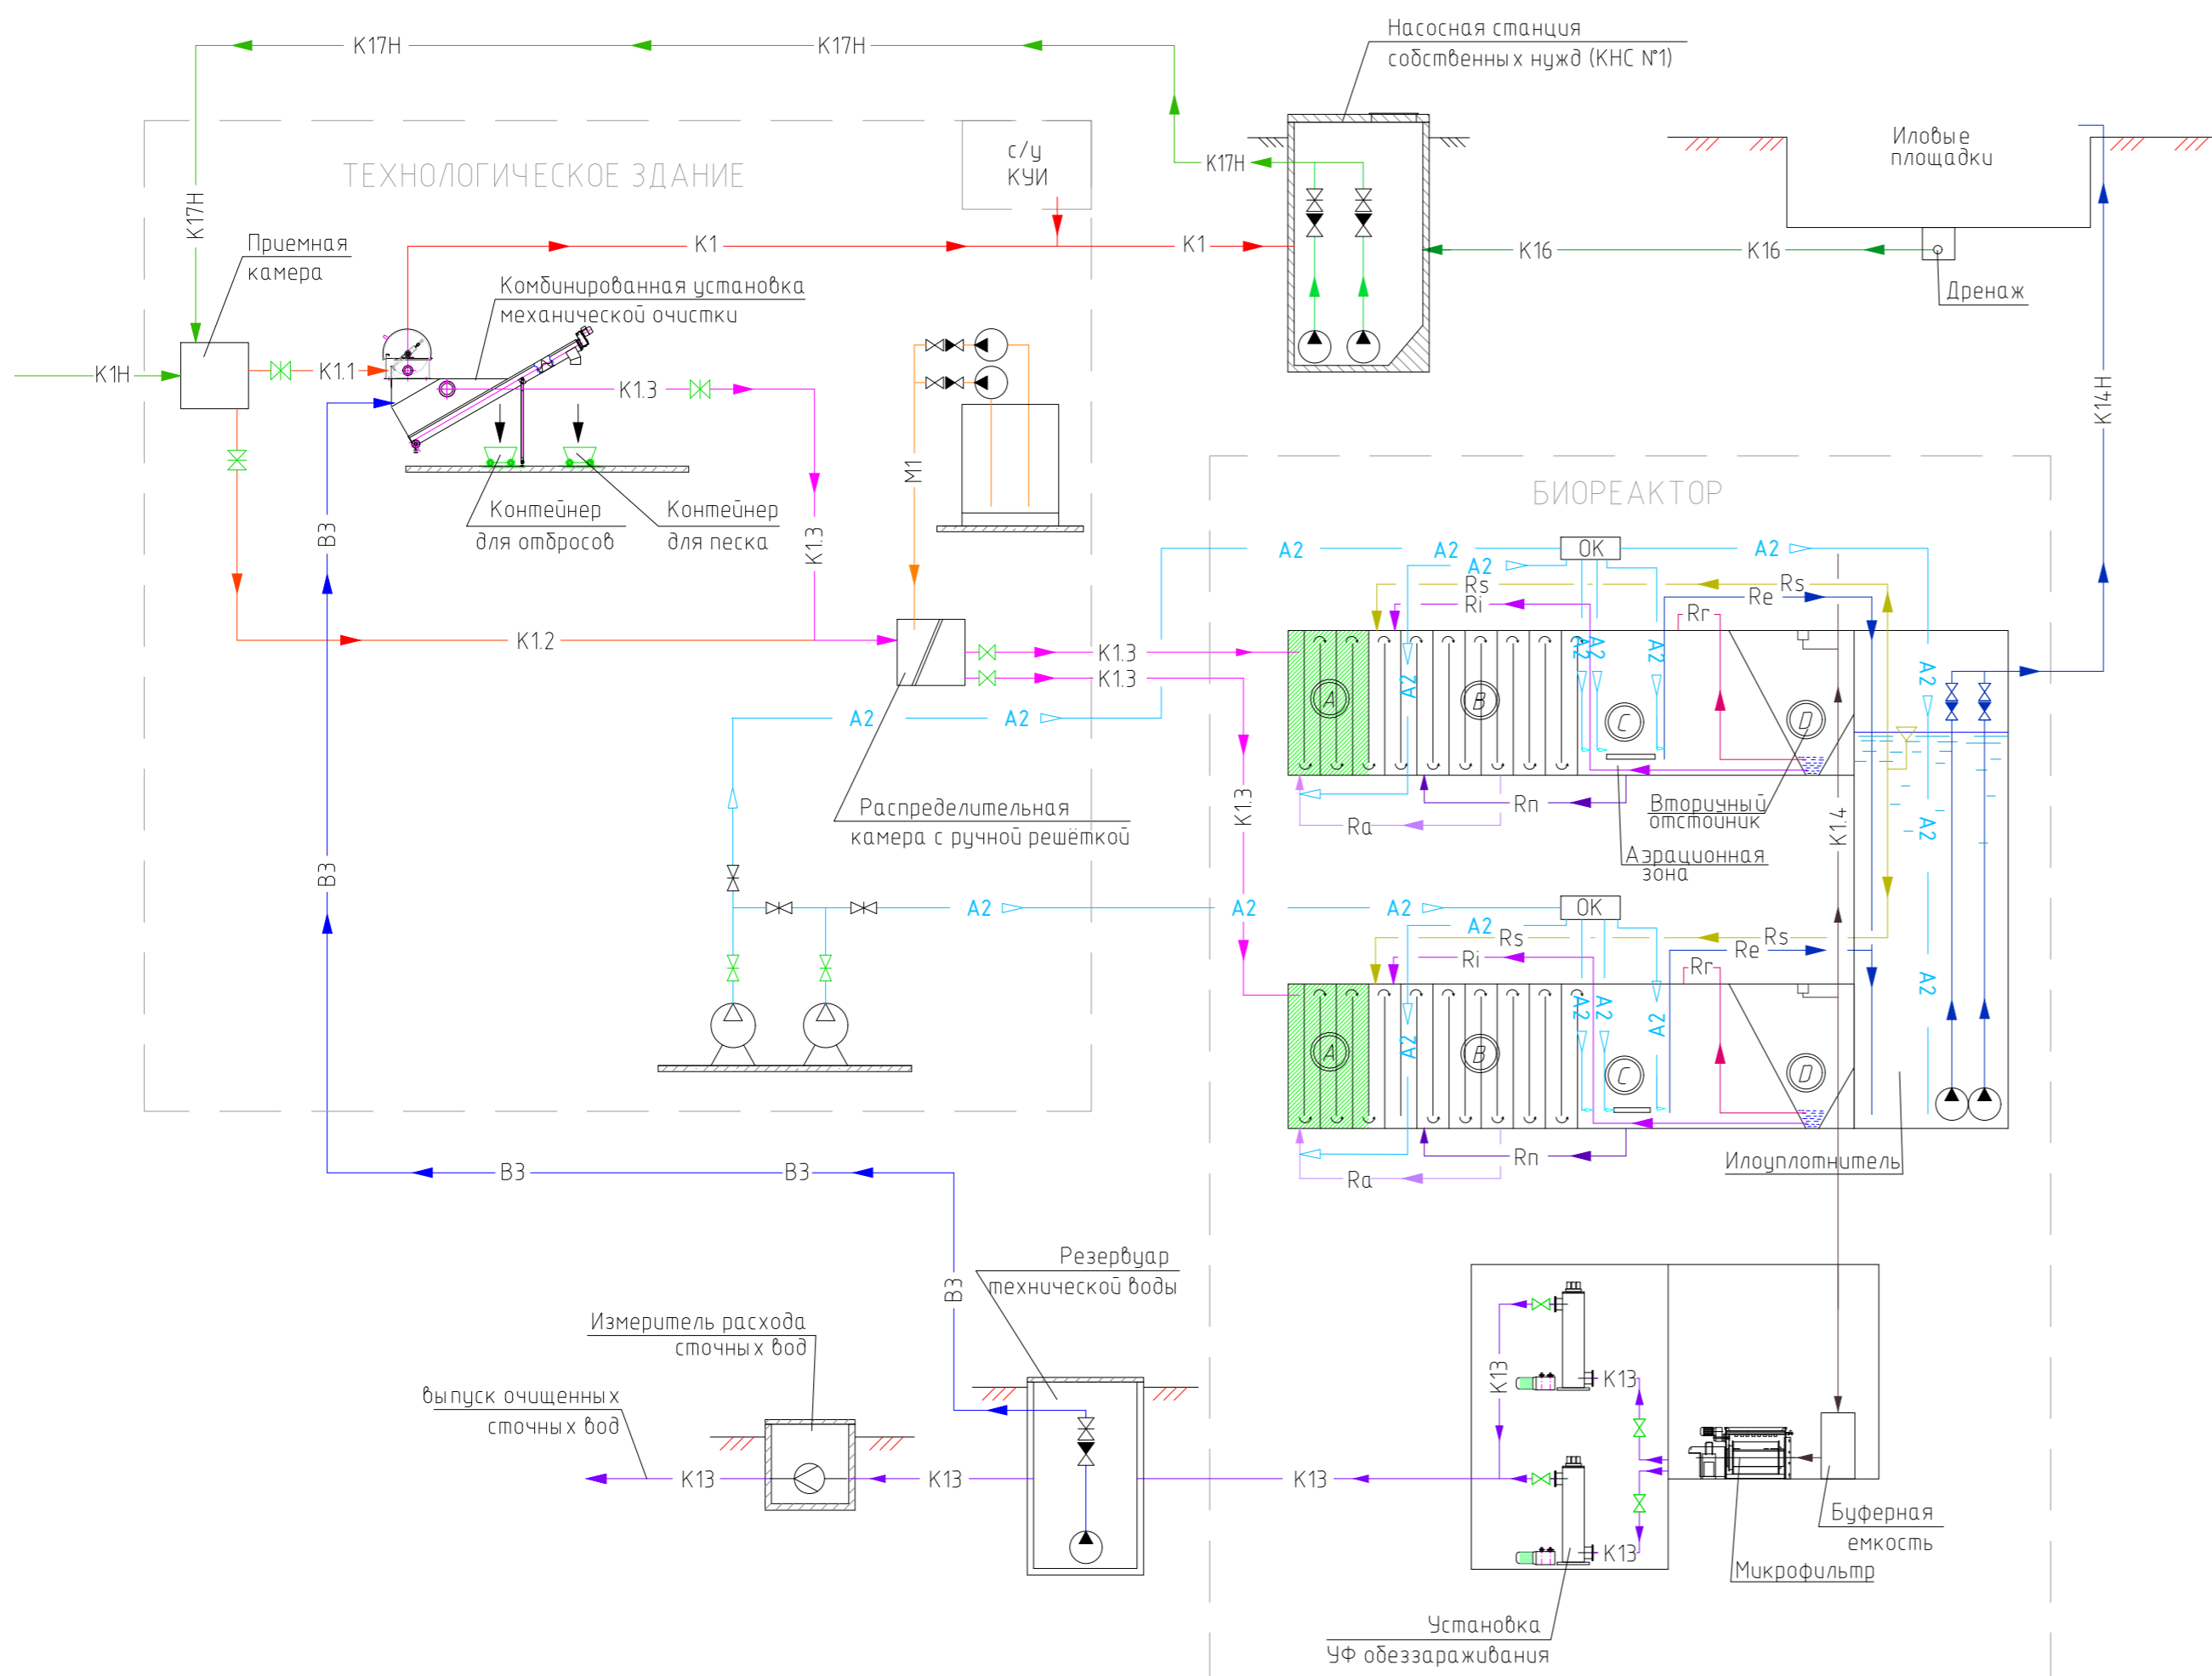 Насосная станция
собственных нужд (КНС №1)
К17Н
К17Н
Иловые
площадки
с/у
КУИ
ТЕХНОЛОГИЧЕСКОЕ ЗДАНИЕ
К17Н
К17Н
Приемная
камера
К1
К1
К16
К16
Комбинированная установка
механической очистки
Дренаж
К1Н
К1.1
К1.3
К14Н
М1
БИОРЕАКТОР
Контейнер
для отбросов
Контейнер
для песка
В3
К1.3
А2
А2
ОК
А2
А2
Rs
Rs
Ri
Re
Rr
К1.2
К1.3
К1.3
А2
А2
А2
А2
А2
A
B
C
D
А2
А2
Rn
Ra
К1.3
Вторичный
отстойник
К1.4
А2
Распределительная
камера с ручной решёткой
Аэрационная
зона
В3
А2
А2
А2
ОК
А2
Rs
Rs
Ri
Re
Rr
А2
А2
А2
А2
А2
A
B
C
D
Rn
Ra
Илоуплотнитель
В3
В3
Резервуар
технической воды
В3
Измеритель расхода
сточных вод
К13
К13
выпуск очищенных
сточных вод
К13
К13
К13
К13
Буферная
емкость
Микрофильтр
Установка
УФ обеззараживания